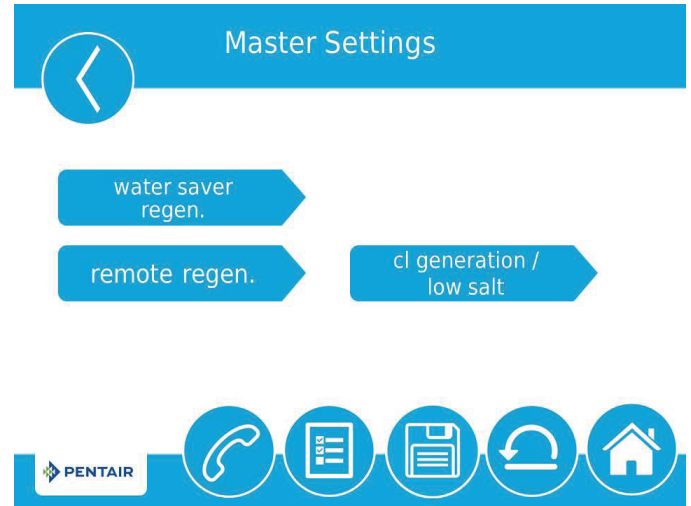 Master Settings
water saver
regen.
remote regen.
cl generation /
low salt
PENTAIR